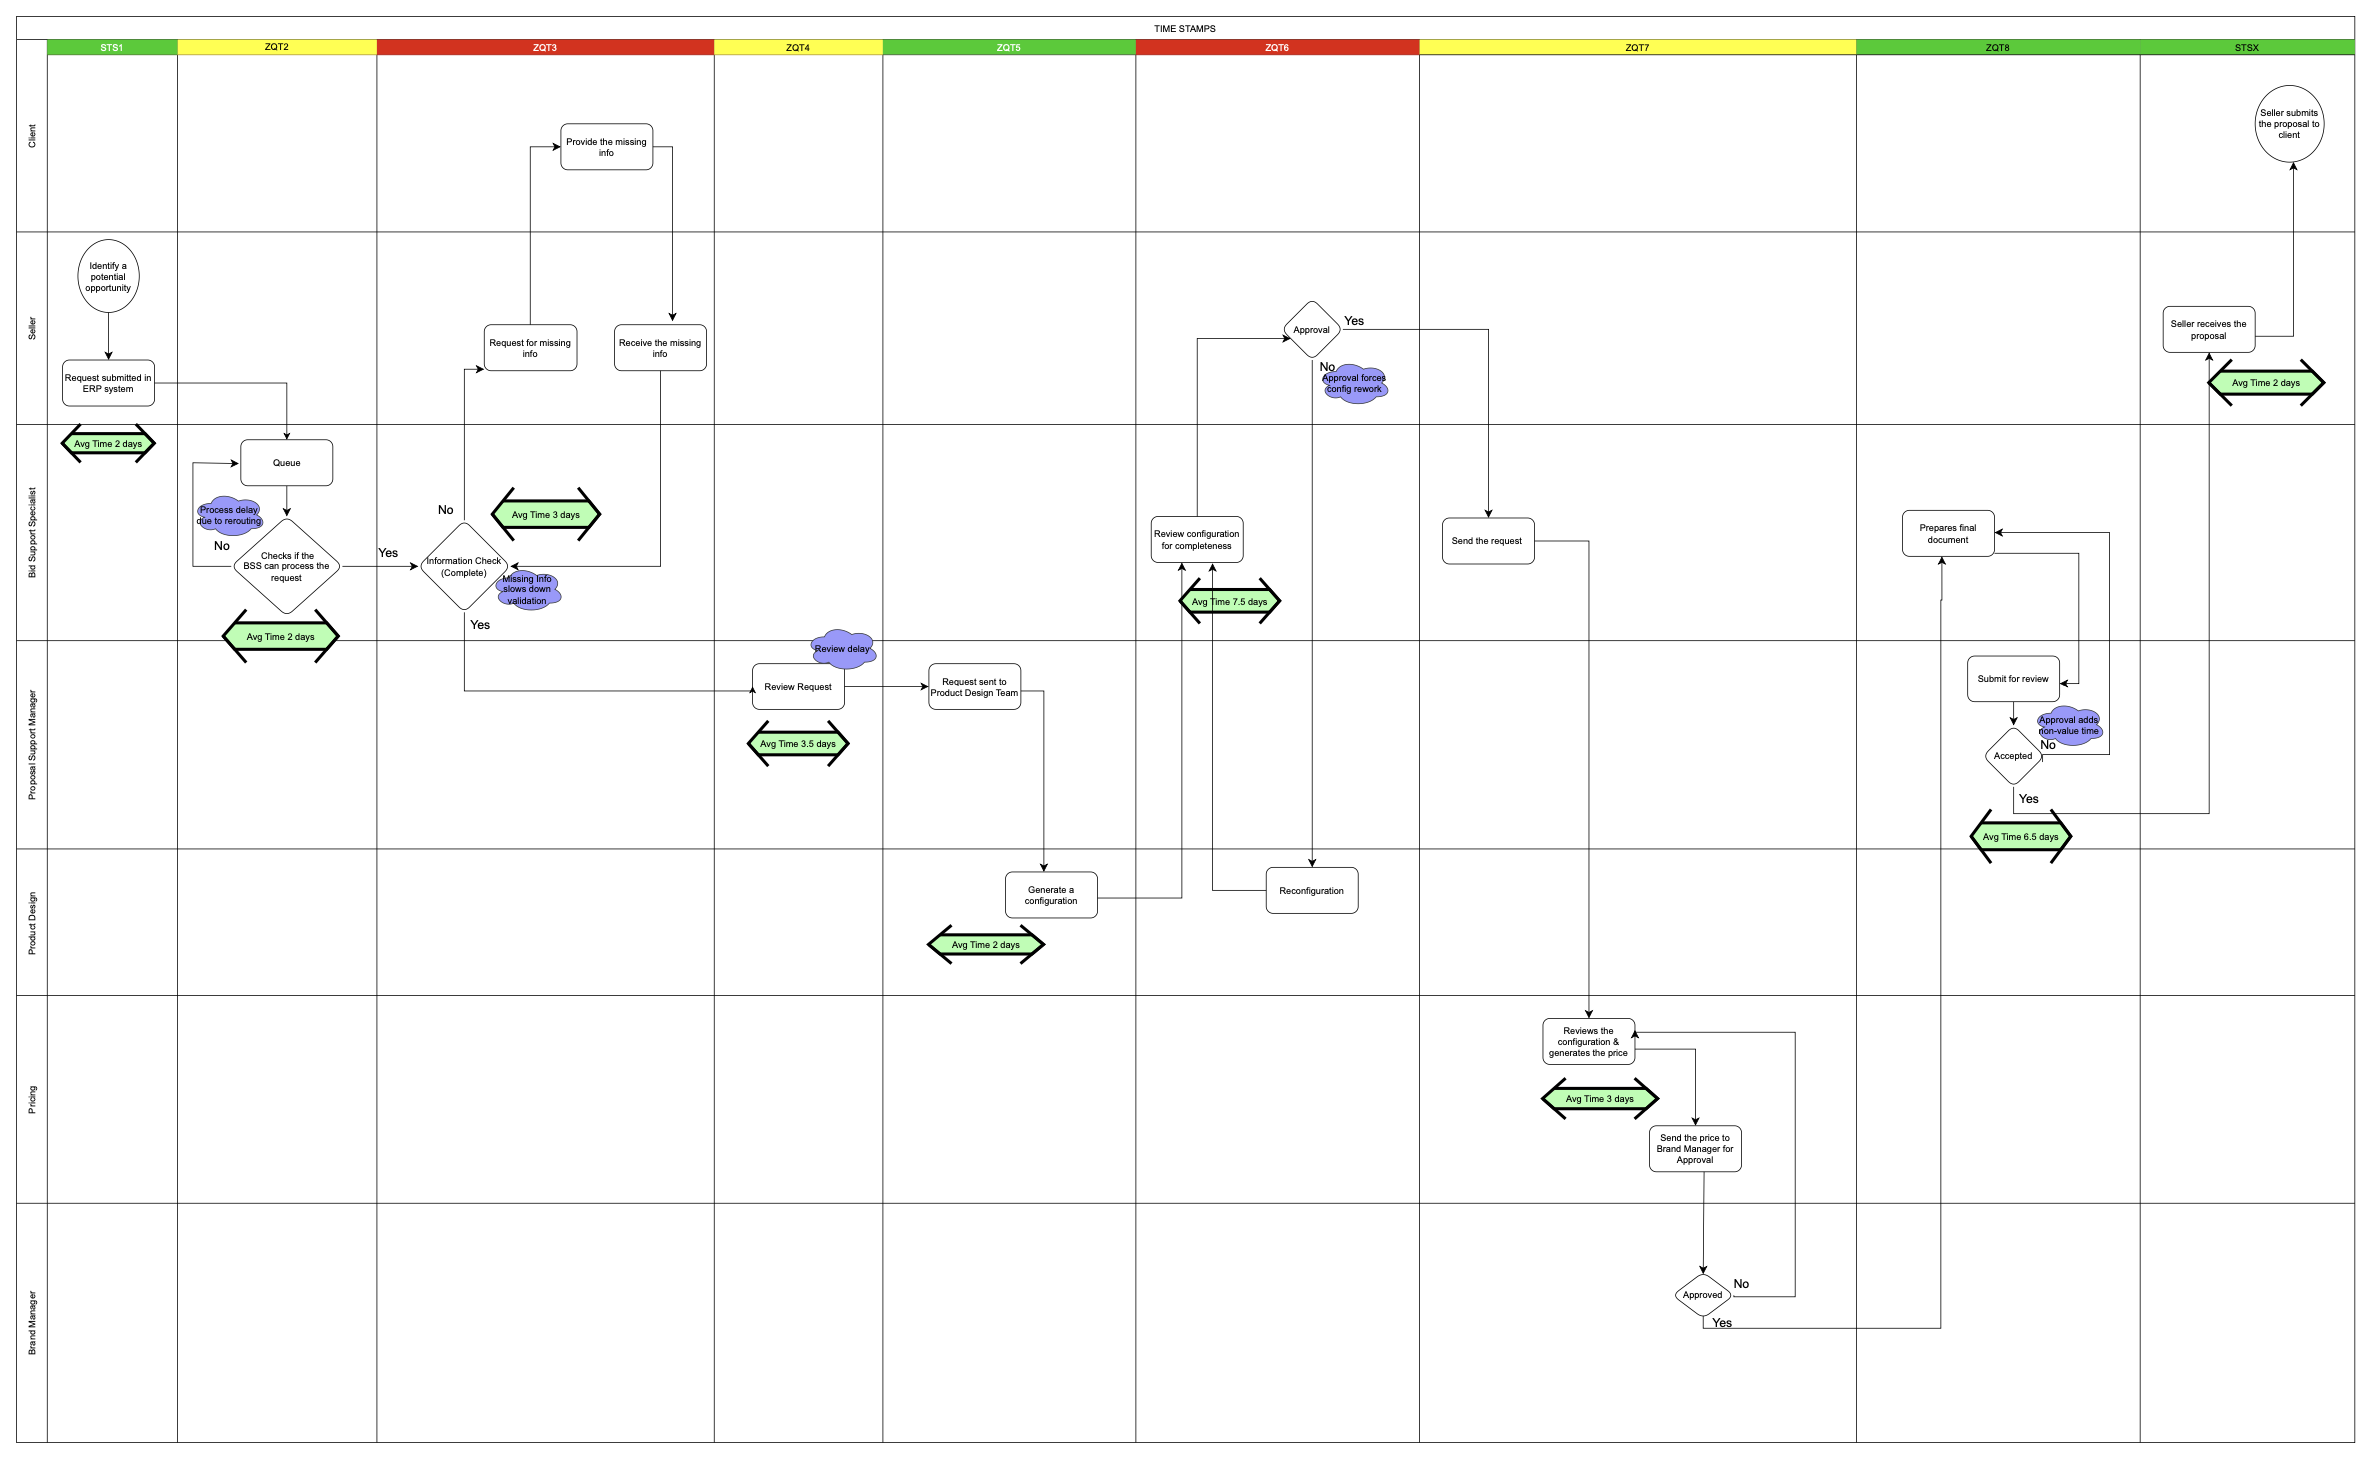 TIME STAMPS
STS1
ZQT2
ZQT3
ZQT4
ZQT5
ZQT6
ZQT7
ZQT8
STSX
Client
Provide the missing
info
Seller submits
the proposal to
client
Seller
Identify a
potential
opportunity
Request submitted in
ERP system
Request for missing
info
Receive the missing
info
Approval
Yes
No
Approval forces
config rework
Seller receives the
proposal
Avg Time 2 days
Bid Support Specialist
Avg Time 2 days
Queue
Process delay
due to rerouting
No
Checks if the
BSS can process the
request
Yes
Avg Time 2 days
No
Avg Time 3 days
Information Check
(Complete)
Missing Info
slows down
validation
Yes
Review configuration
for completeness
Avg Time 7.5 days
Send the request
Prepares final
document
Proposal Support Manager
Review delay
Review Request
Avg Time 3.5 days
Request sent to
Product Design Team
Submit for review
Approval adds
non-value time
No
Accepted
Yes
Avg Time 6.5 days
Product Design
Generate a
configuration
Avg Time 2 days
Reconfiguration
Pricing
Reviews the
configuration &
generates the price
Avg Time 3 days
Send the price to
Brand Manager for
Approval
Brand Manager
Approved
No
Yes